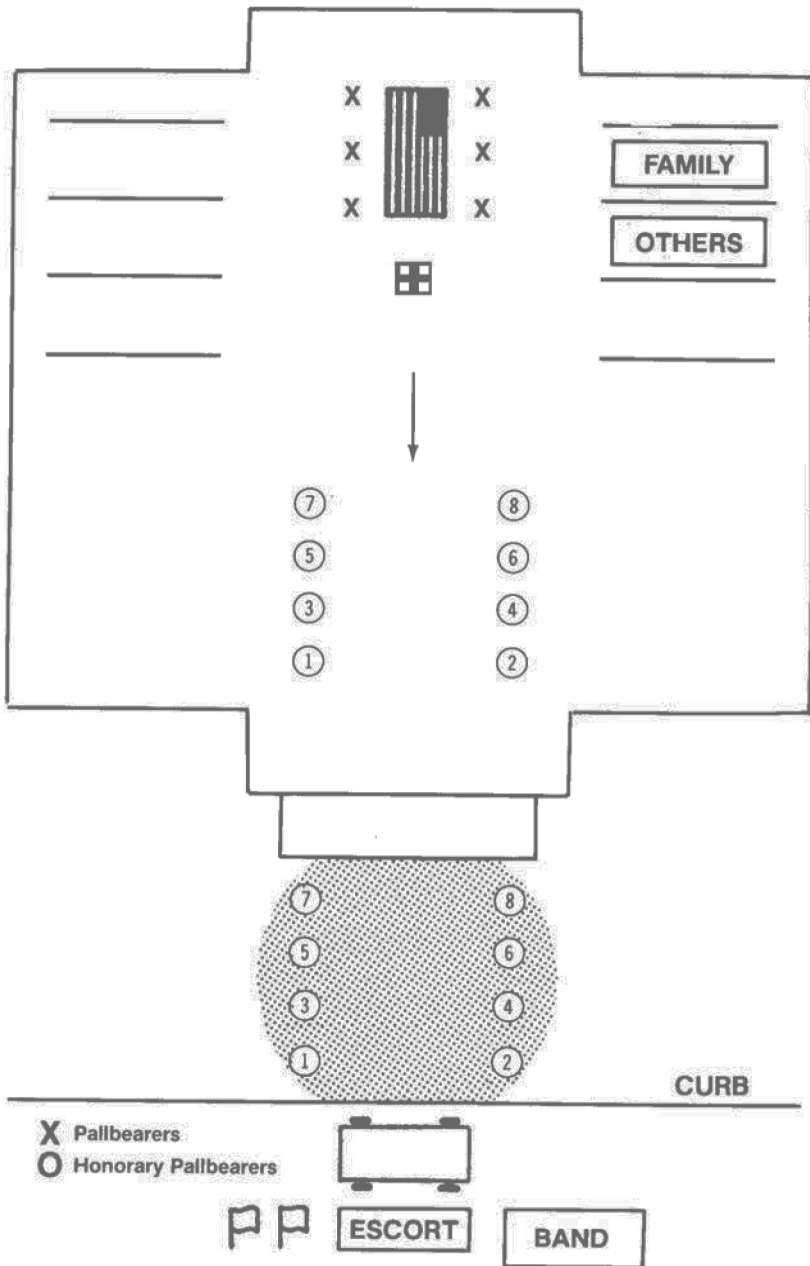 X X
X X
FAMILY
X X
OTHERS
7 8
5 6
3 4
1 2
7 8
5 6
3 4
1 2
CURB
X Pallbearers
O Honorary Pallbearers
ESCORT
BAND